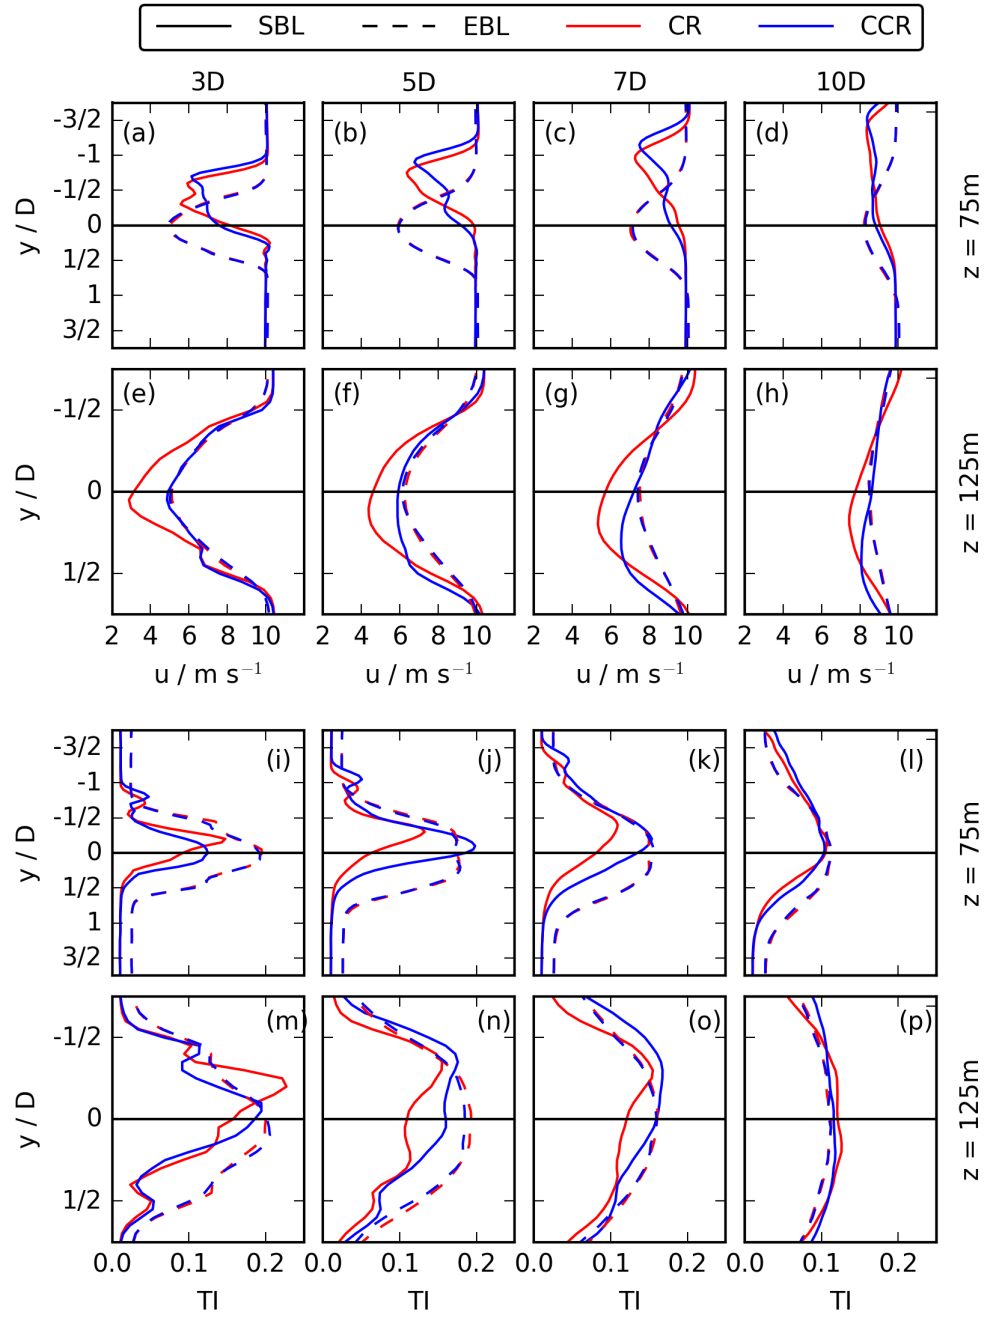 SBL EBL CR CCR
3D 5D 7D 10D
-3/2 (a) (b) (c) (d)
-1
-1/2
0
1/2
1
3/2
y / D
z = 75m
(e) (f) (g) (h)
-1/2
0
1/2
y / D
z = 125m
2 4 6 8 10 2 4 6 8 10 2 4 6 8 10 2 4 6 8 10
u / m s⁻¹ u / m s⁻¹ u / m s⁻¹ u / m s⁻¹
-3/2 (i) (j) (k) (l)
-1
-1/2
0
1/2
1
3/2
y / D
z = 75m
(m) (n) (o) (p)
-1/2
0
1/2
y / D
z = 125m
0.0 0.1 0.2 0.0 0.1 0.2 0.0 0.1 0.2 0.0 0.1 0.2
TI TI TI TI